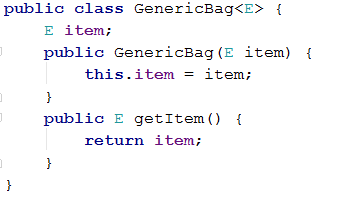 public class GenericBag<E> {
    E item;
    public GenericBag(E item) {
        this.item = item;
    }
    public E getItem() {
        return item;
    }
}